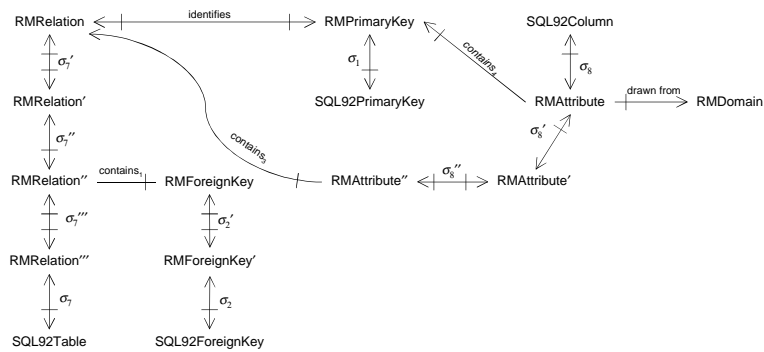 RMRelation identifies RMPrimaryKey SQL92Column
σ7′ σ1 contains4 σ8
RMRelation′ SQL92PrimaryKey RMAttribute drawn from RMDomain
σ7″ contains3 σ8′
RMRelation″ contains1 RMForeignKey RMAttribute″ σ8″ RMAttribute′
σ7‴ σ2′
RMRelation‴ RMForeignKey′
σ7 σ2
SQL92Table SQL92ForeignKey